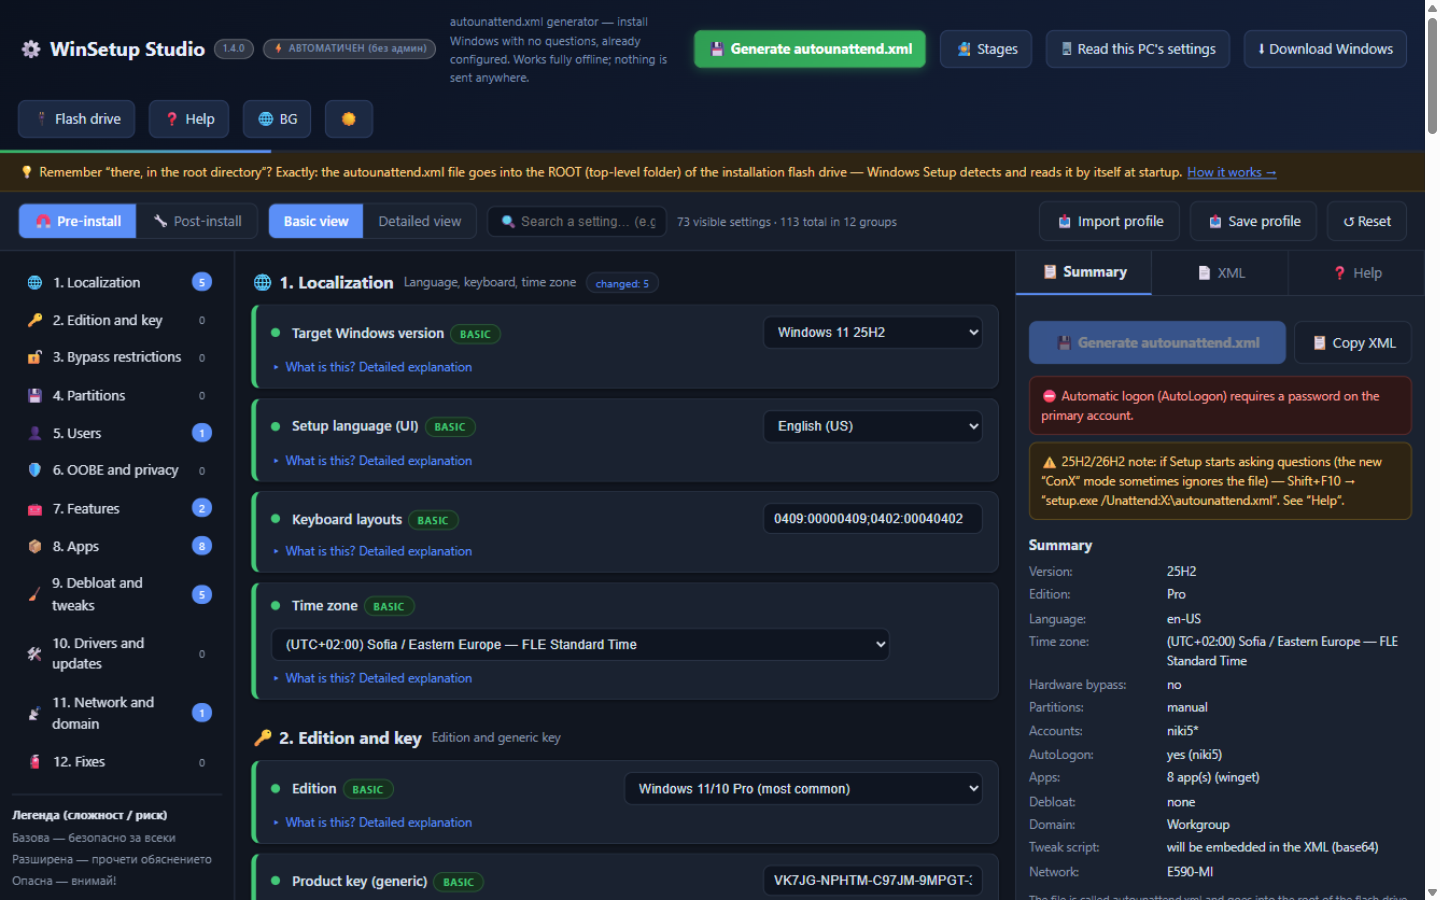 WinSetup Studio
1.4.0
АВТОМАТИЧЕН (без админ)
autounattend.xml generator — install
Windows with no questions, already
configured. Works fully offline; nothing is
sent anywhere.
Generate autounattend.xml
Stages
Read this PC's settings
Download Windows
Flash drive
Help
BG
Remember “there, in the root directory”? Exactly: the autounattend.xml file goes into the ROOT (top-level folder) of the installation flash drive — Windows Setup detects and reads it by itself at startup. How it works →
Pre-install
Post-install
Basic view
Detailed view
Search a setting... (e.g
73 visible settings · 113 total in 12 groups
Import profile
Save profile
↺ Reset
1. Localization 5
2. Edition and key 0
3. Bypass restrictions 0
4. Partitions 0
5. Users 1
6. OOBE and privacy 0
7. Features 2
8. Apps 8
9. Debloat and
tweaks 5
10. Drivers and
updates 0
11. Network and
domain 1
12. Fixes 0
Легенда (сложност / риск)
Базова — безопасно за всеки
Разширена — прочети обяснението
Опасна — внимай!
1. Localization Language, keyboard, time zone changed: 5
Target Windows version BASIC Windows 11 25H2
What is this? Detailed explanation
Setup language (UI) BASIC English (US)
What is this? Detailed explanation
Keyboard layouts BASIC 0409:00000409;0402:00040402
What is this? Detailed explanation
Time zone BASIC
(UTC+02:00) Sofia / Eastern Europe — FLE Standard Time
What is this? Detailed explanation
2. Edition and key Edition and generic key
Edition BASIC Windows 11/10 Pro (most common)
What is this? Detailed explanation
Product key (generic) BASIC VK7JG-NPHTM-C97JM-9MPGT-
Summary
XML
Help
Generate autounattend.xml
Copy XML
Automatic logon (AutoLogon) requires a password on the
primary account.
25H2/26H2 note: if Setup starts asking questions (the new
“ConX” mode sometimes ignores the file) — Shift+F10 →
“setup.exe /Unattend:X:\autounattend.xml”. See “Help”.
Summary
Version: 25H2
Edition: Pro
Language: en-US
Time zone: (UTC+02:00) Sofia / Eastern Europe — FLE
Standard Time
Hardware bypass: no
Partitions: manual
Accounts: niki5*
AutoLogon: yes (niki5)
Apps: 8 app(s) (winget)
Debloat: none
Domain: Workgroup
Tweak script: will be embedded in the XML (base64)
Network: E590-MI
The file is called autounattend.xml and goes into the root of the flash drive